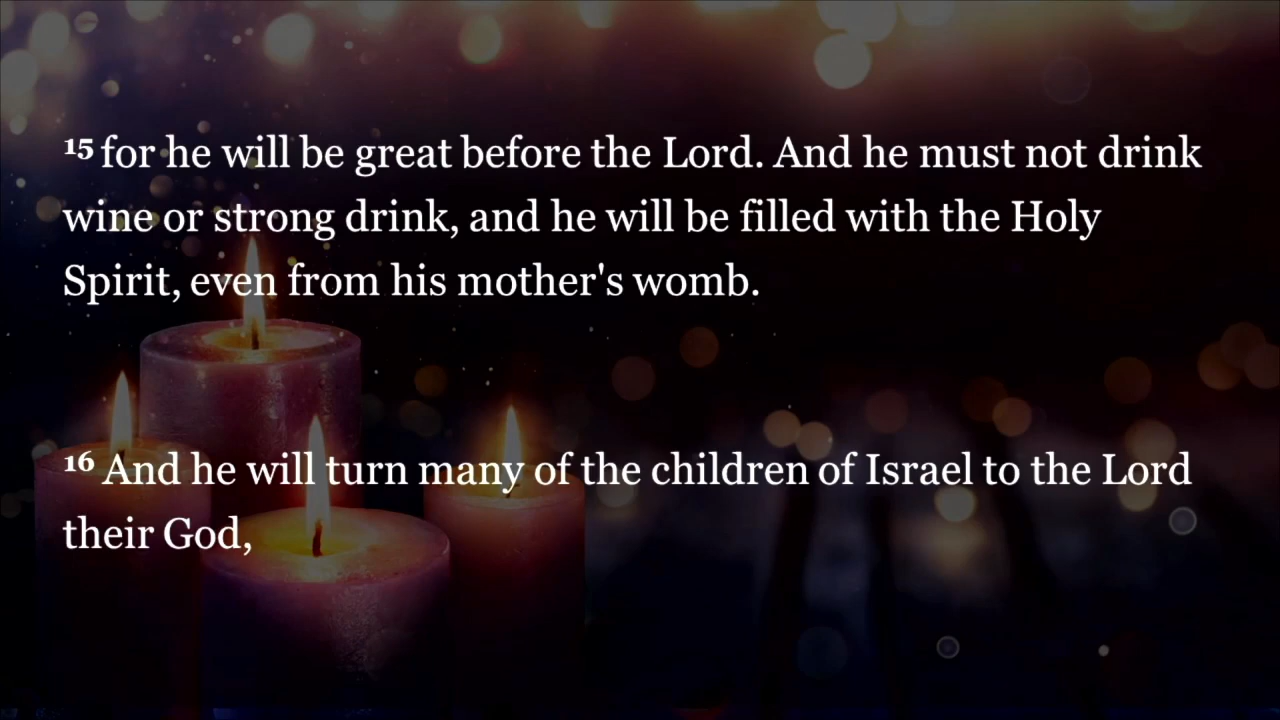 15 for he will be great before the Lord. And he must not drink
wine or strong drink, and he will be filled with the Holy
Spirit, even from his mother's womb.
16 And he will turn many of the children of Israel to the Lord
their God,